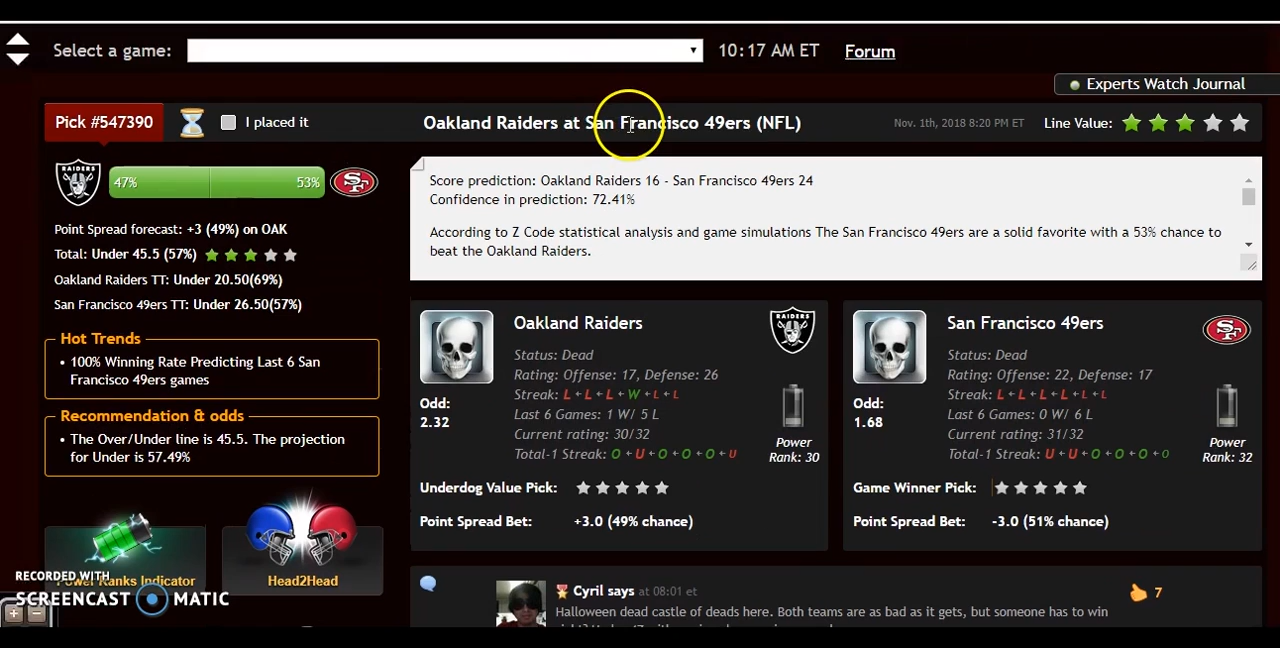 Select a game:
10:17 AM ET
Forum
Experts Watch Journal
Pick #547390
I placed it
Oakland Raiders at San Francisco 49ers (NFL)
Nov. 1th, 2018 8:20 PM ET
Line Value:
RAIDERS
47%
53%
SF
Point Spread forecast: +3 (49%) on OAK
Total: Under 45.5 (57%)
Oakland Raiders TT: Under 20.50(69%)
San Francisco 49ers TT: Under 26.50(57%)
Hot Trends
• 100% Winning Rate Predicting Last 6 San
Francisco 49ers games
Recommendation & odds
• The Over/Under line is 45.5. The projection
for Under is 57.49%
Power Ranks Indicator
Head2Head
Score prediction: Oakland Raiders 16 - San Francisco 49ers 24
Confidence in prediction: 72.41%
According to Z Code statistical analysis and game simulations The San Francisco 49ers are a solid favorite with a 53% chance to
beat the Oakland Raiders.
Oakland Raiders
RAIDERS
Status: Dead
Rating: Offense: 17, Defense: 26
Streak: L←L←L←W←L←L
Last 6 Games: 1 W/ 5 L
Current rating: 30/32
Total-1 Streak: O←U←O←O←O←U
Odd:
2.32
Power
Rank: 30
Underdog Value Pick:
Point Spread Bet: +3.0 (49% chance)
San Francisco 49ers
SF
Status: Dead
Rating: Offense: 22, Defense: 17
Streak: L←L←L←L←L←L
Last 6 Games: 0 W/ 6 L
Current rating: 31/32
Total-1 Streak: U←U←O←O←O←O
Odd:
1.68
Power
Rank: 32
Game Winner Pick:
Point Spread Bet: -3.0 (51% chance)
Cyril says at 08:01 et
7
Halloween dead castle of deads here. Both teams are as bad as it gets, but someone has to win
RECORDED WITH
SCREENCAST MATIC